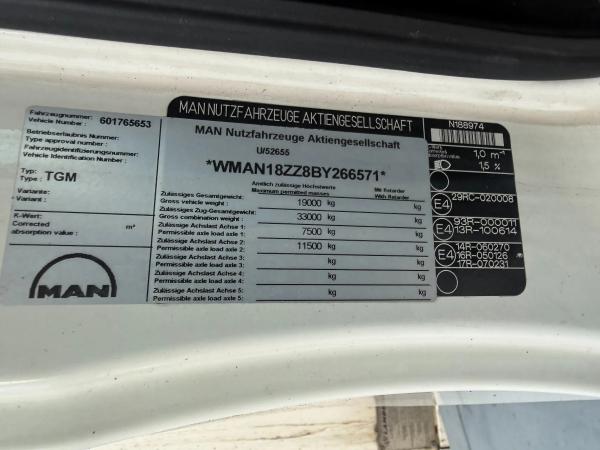 MAN NUTZFAHRZEUGE AKTIENGESELLSCHAFT
N188974
Fahrzeugnummer:
Vehicle Number : 601765653
Betriebserlaubnis Nummer:
Type approval number :
Fahrzeugidentifizierungsnummer:
Vehicle Identification Number :
Typ:
Type : TGM
Variante:
Variant :
K-Wert:
Corrected
absorption value : m²
MAN
MAN Nutzfahrzeuge Aktiengesellschaft
U/52655
*WMAN18ZZ8BY266571*
Amtlich zulässige Höchstwerte
Maximum permitted masses
Mit Retarder
With Retarder
Zulässiges Gesamtgewicht:
Gross vehicle weight : 19000 kg kg
Zulässiges Zug-Gesamtgewicht:
Gross combination weight : 33000 kg kg
Zulässige Achslast Achse 1:
Permissible axle load axle 1: 7500 kg kg
Zulässige Achslast Achse 2:
Permissible axle load axle 2: 11500 kg kg
Zulässige Achslast Achse 3:
Permissible axle load axle 3: kg kg
Zulässige Achslast Achse 4:
Permissible axle load axle 4: kg kg
Zulässige Achslast Achse 5:
Permissible axle load axle 5: kg kg
1,0 m⁻¹
1,5 %
E4 29RC-020008
E4 93R-000011
13R-100614
E4 14R-060270
16R-050126
17R-070231